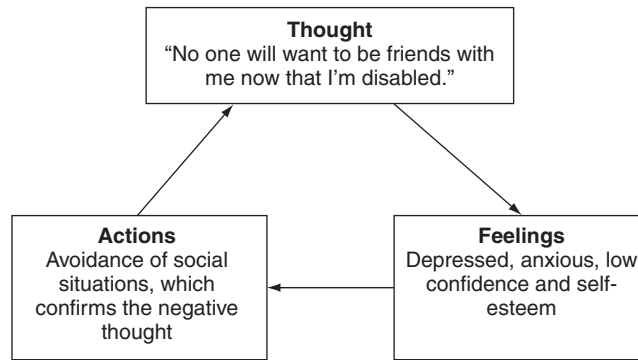 Thought
“No one will want to be friends with
me now that I’m disabled.”
Actions
Avoidance of social
situations, which
confirms the negative
thought
Feelings
Depressed, anxious, low
confidence and self-
esteem